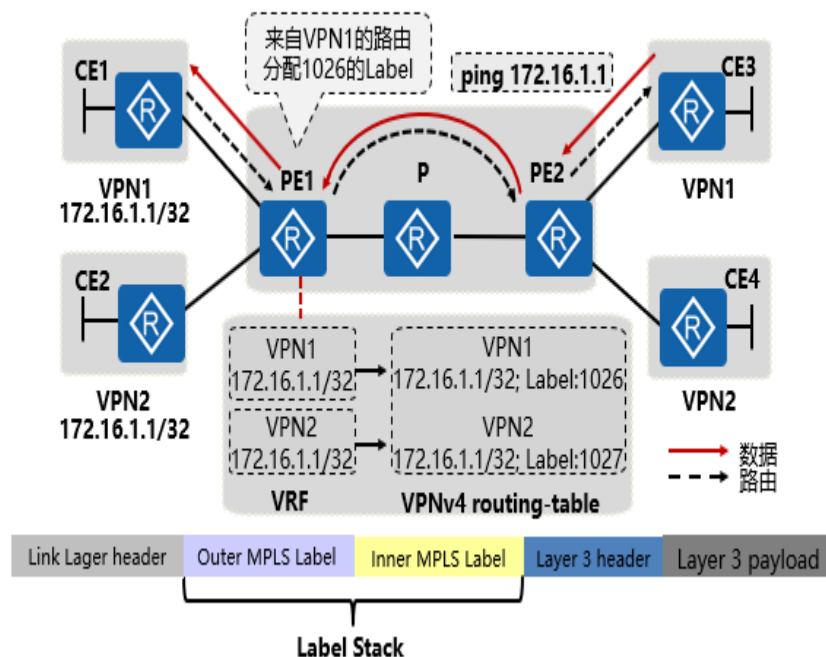 来自VPN1的路由
分配1026的Label
ping 172.16.1.1
CE1
R
VPN1
172.16.1.1/32
CE3
R
VPN1
PE1
R
P
R
PE2
R
CE2
R
VPN2
172.16.1.1/32
CE4
R
VPN2
VPN1
172.16.1.1/32
VPN1
172.16.1.1/32; Label:1026
VPN2
172.16.1.1/32
VPN2
172.16.1.1/32; Label:1027
VRF
VPNv4 routing-table
数据
路由
Link Lager header
Outer MPLS Label
Inner MPLS Label
Layer 3 header
Layer 3 payload
Label Stack